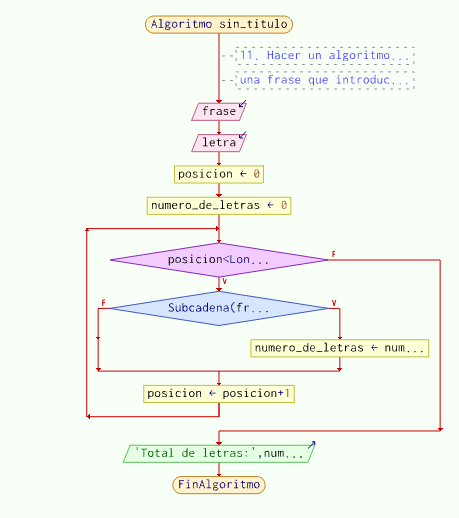 Algoritmo sin_titulo
11. Hacer un algoritmo...
una frase que introduc...
frase
letra
posicion ← 0
numero_de_letras ← 0
posicion<Lon...
F
V
Subcadena(fr...
F
V
numero_de_letras ← num...
posicion ← posicion+1
'Total de letras:',num...
FinAlgoritmo